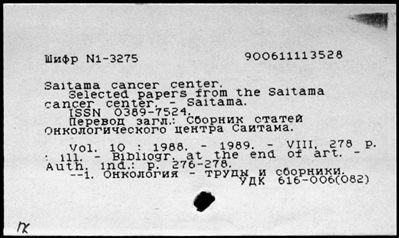 Шифр N1-3275 900611113528
Saitama cancer center.
Selected papers from the Saitama
cancer center. - Saitama.
ISSN 0389-7524.
Перевод загл.: Сборник статей
Онкологического центра Саитама.
Vol. 10 : 1988. - 1989. - VIII, 278 p.
: ill. - Bibliogr. at the end of art. -
Auth. ind.: p. 276-278.
--1. Онкология - труды и сборники.
УДК 616-006(082)